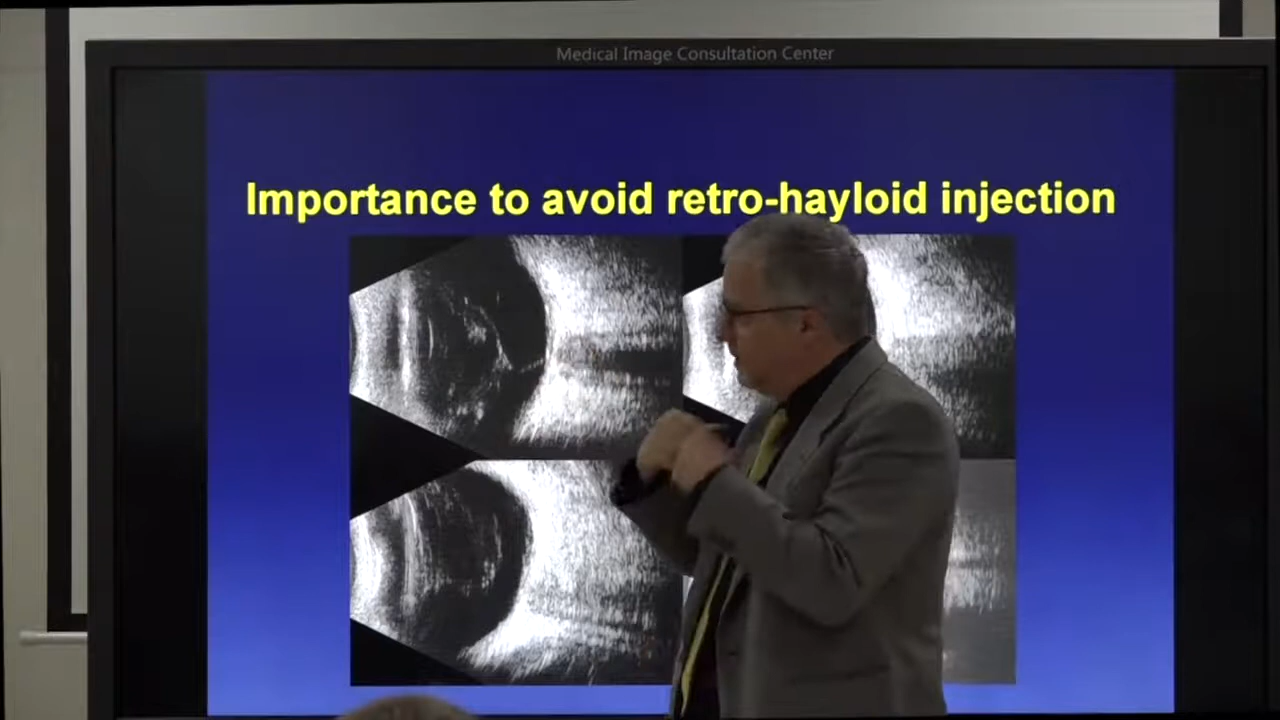 Medical Image Consultation Center
Importance to avoid retro-hayloid injection